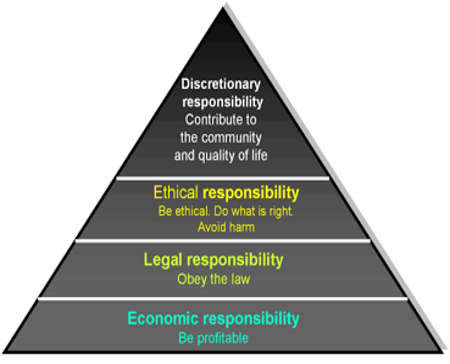 Discretionary
responsibility
Contribute to
the community
and quality of life
Ethical responsibility
Be ethical. Do what is right.
Avoid harm
Legal responsibility
Obey the law
Economic responsibility
Be profitable